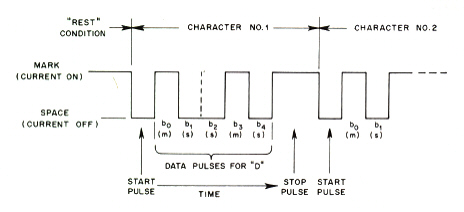 "REST" CONDITION
CHARACTER NO.1
CHARACTER NO.2
MARK
(CURRENT ON)
SPACE
(CURRENT OFF)
b0 b1 b2 b3 b4 b0 b1
(m) (s) (s) (m) (s) (m) (s)
DATA PULSES FOR "D"
START PULSE
TIME
STOP PULSE
START PULSE